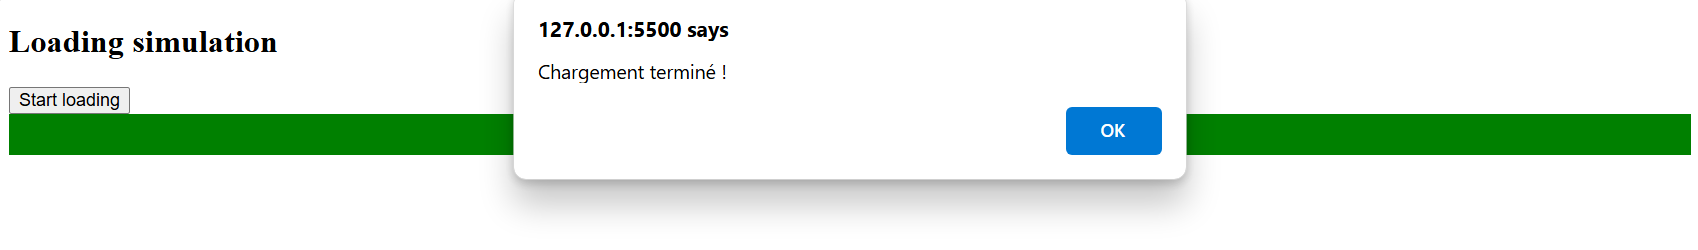 Loading simulation
Start loading
127.0.0.1:5500 says
Chargement terminé !
OK